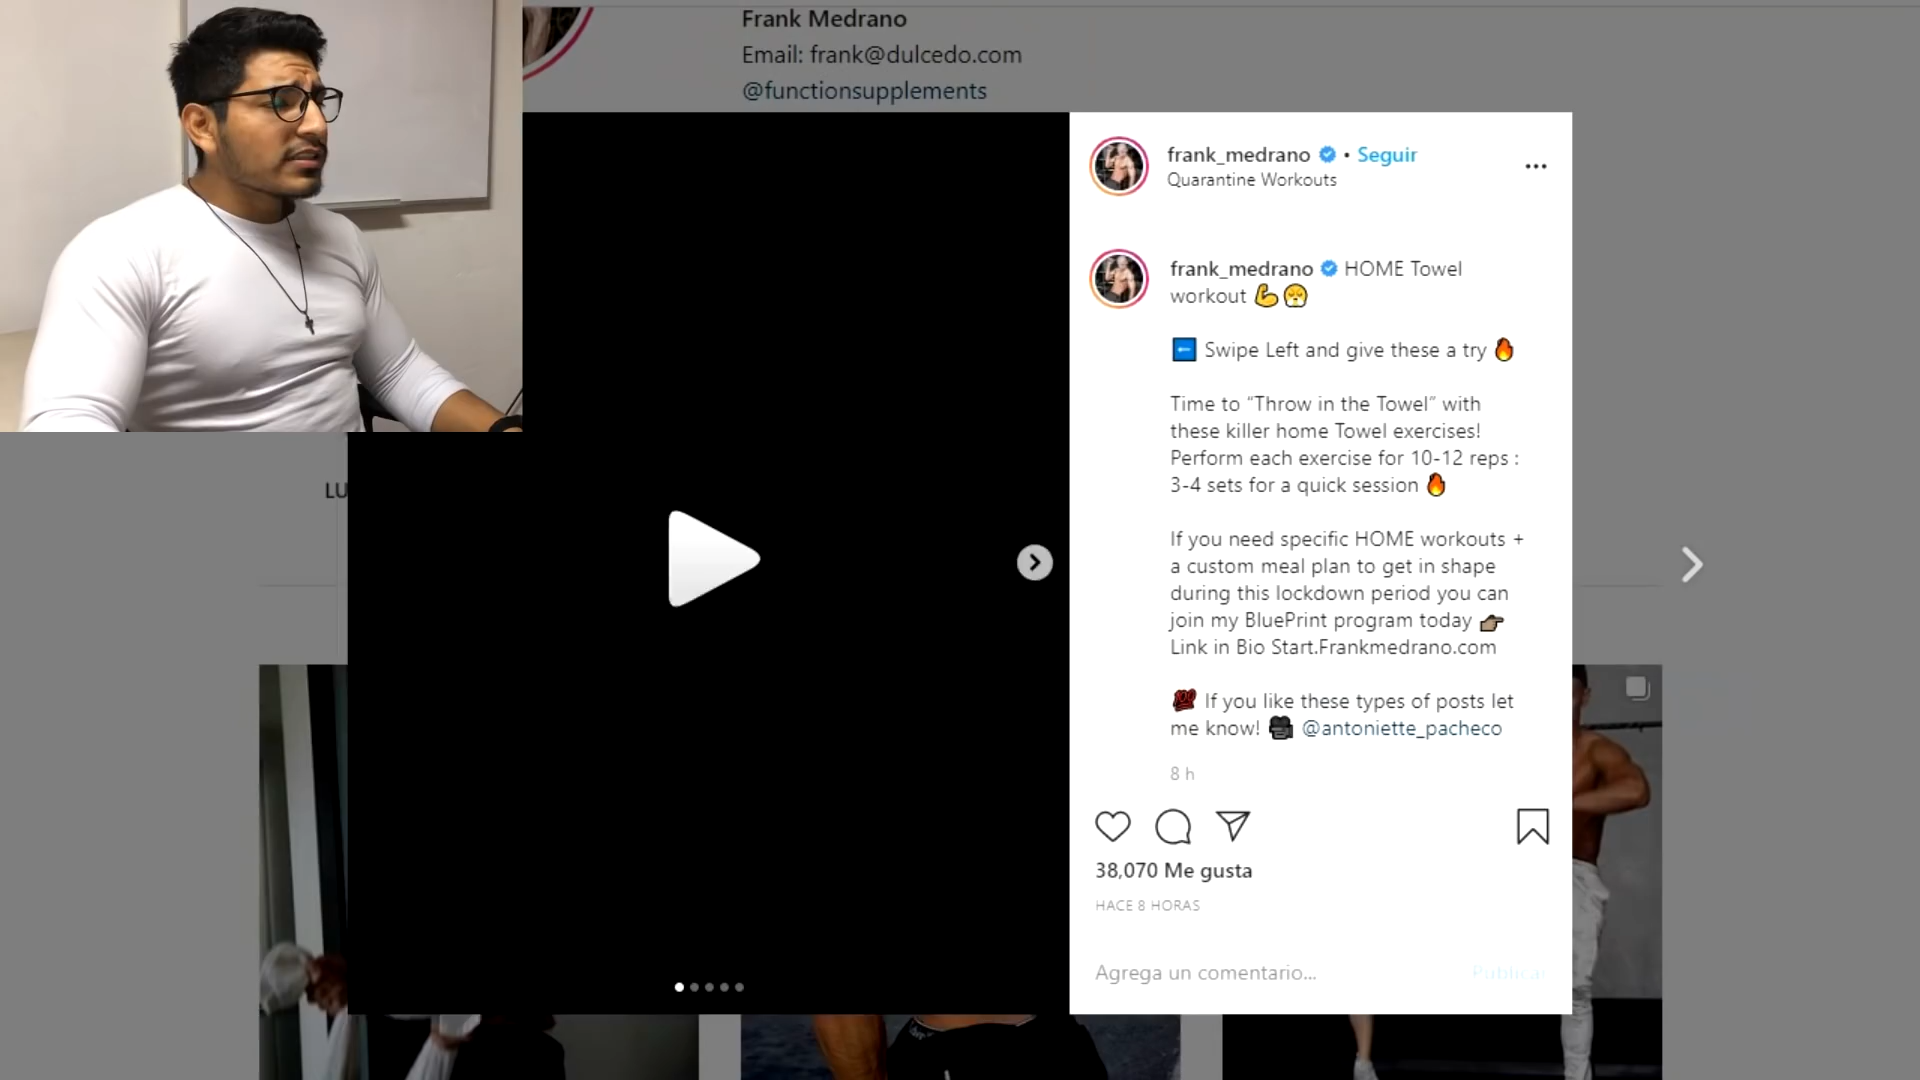 Frank Medrano
Email: frank@dulcedo.com
@functionsupplements
LU
frank_medrano • Seguir
Quarantine Workouts
frank_medrano HOME Towel
workout 💪😤
⬅️ Swipe Left and give these a try 🔥
Time to “Throw in the Towel” with
these killer home Towel exercises!
Perform each exercise for 10-12 reps :
3-4 sets for a quick session 🔥
If you need specific HOME workouts +
a custom meal plan to get in shape
during this lockdown period you can
join my BluePrint program today 👉🏽
Link in Bio Start.Frankmedrano.com
💯 If you like these types of posts let
me know! 🎥 @antoniette_pacheco
8 h
38,070 Me gusta
HACE 8 HORAS
Agrega un comentario... Publicar